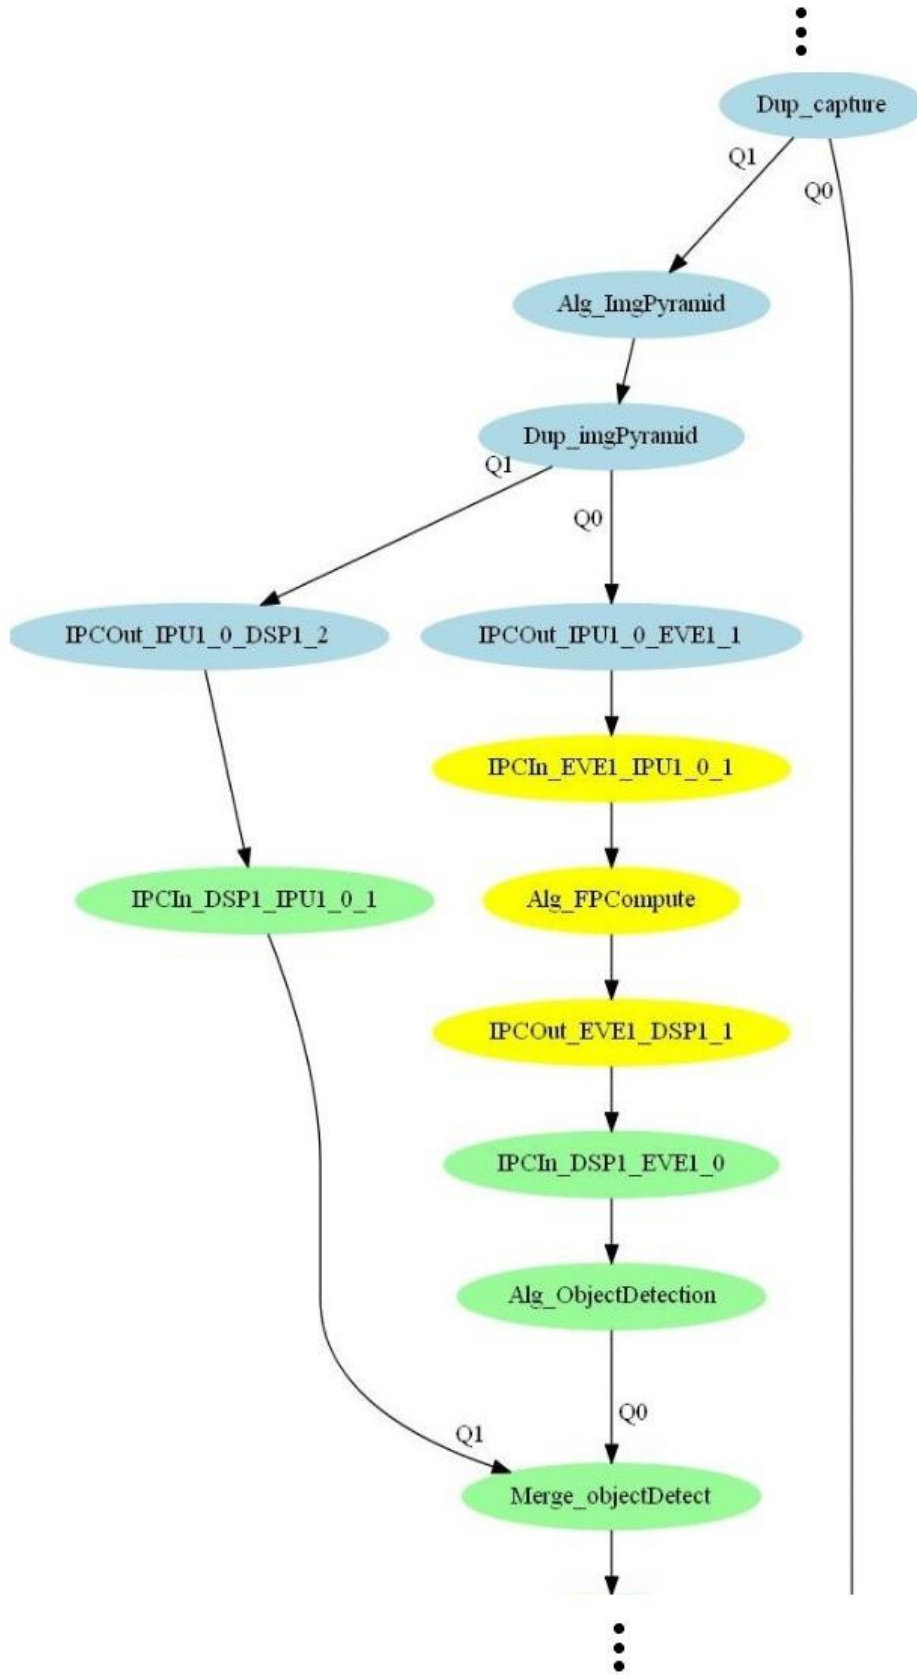 Dup_capture
Q1
Q0
Alg_ImgPyramid
Dup_imgPyramid
Q1
Q0
IPCOut_IPU1_0_DSP1_2
IPCOut_IPU1_0_EVE1_1
IPCIn_EVE1_IPU1_0_1
IPCIn_DSP1_IPU1_0_1
Alg_FPCompute
IPCOut_EVE1_DSP1_1
IPCIn_DSP1_EVE1_0
Alg_ObjectDetection
Q1
Q0
Merge_objectDetect